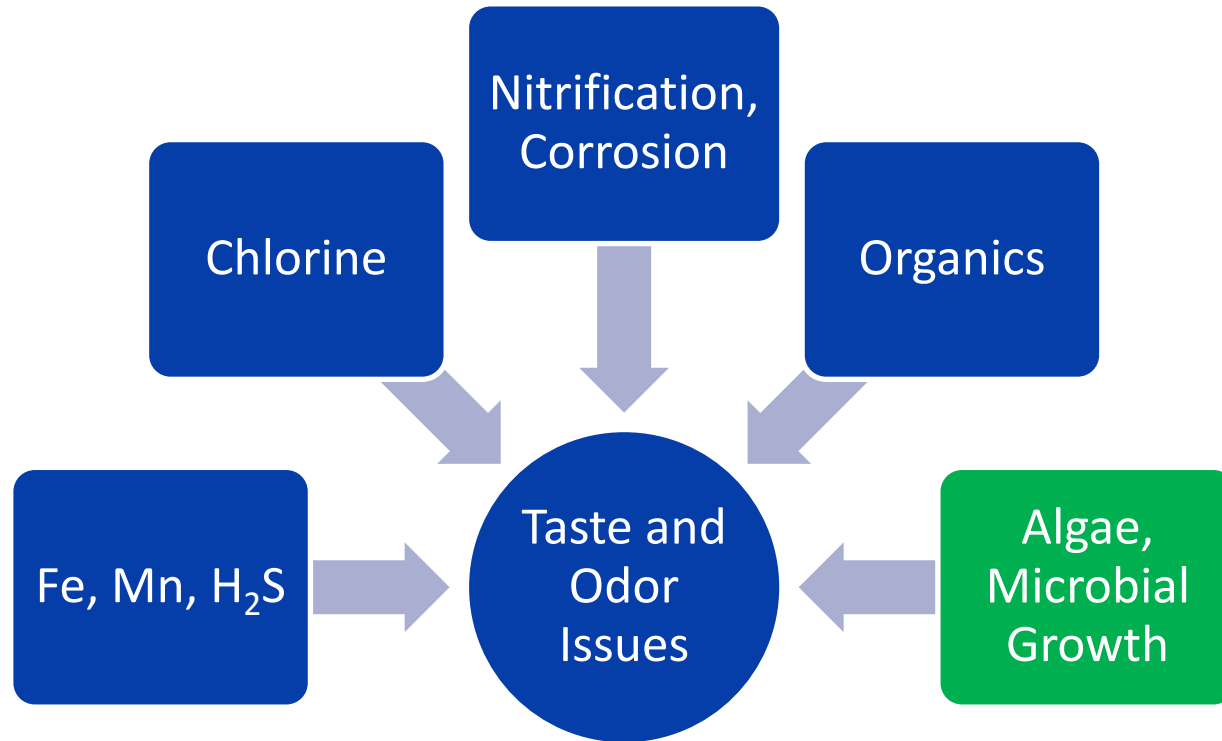 Nitrification,
Corrosion
Chlorine
Organics
Fe, Mn, H₂S
Taste and
Odor
Issues
Algae,
Microbial
Growth